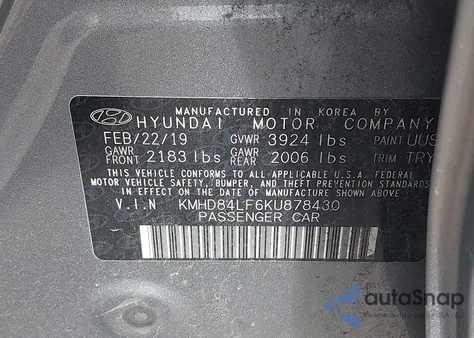 MANUFACTURED IN KOREA BY
HYUNDAI MOTOR COMPANY
FEB/22/19 GVWR 3924 lbs PAINT UUS
GAWR FRONT 2183 lbs GAWR REAR 2006 lbs TRIM TRY
THIS VEHICLE CONFORMS TO ALL APPLICABLE U.S.A. FEDERAL
MOTOR VEHICLE SAFETY, BUMPER, AND THEFT PREVENTION STANDARDS
IN EFFECT ON THE DATE OF MANUFACTURE SHOWN ABOVE.
V.I.N KMHD84LF6KU878430
PASSENGER CAR
autoSnap